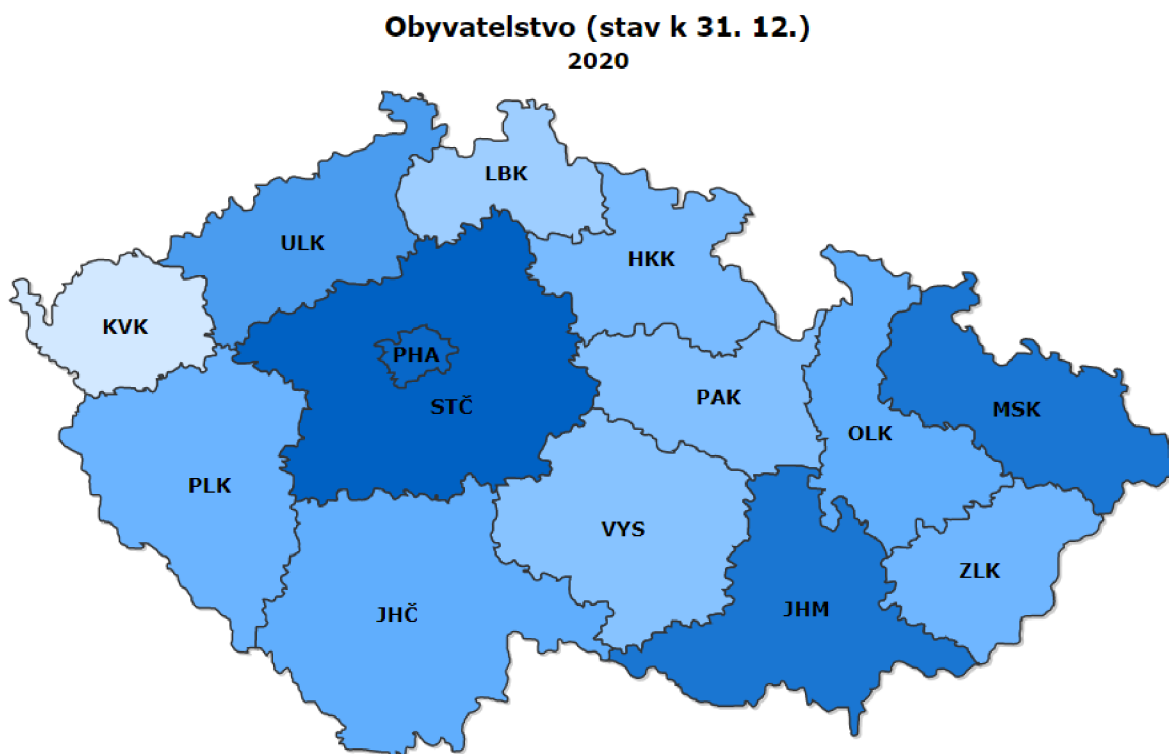 Obyvatelstvo (stav k 31. 12.)
2020
LBK
ULK
HKK
KVK
PHA
STČ
PAK
MSK
OLK
PLK
VYS
ZLK
JHČ
JHM